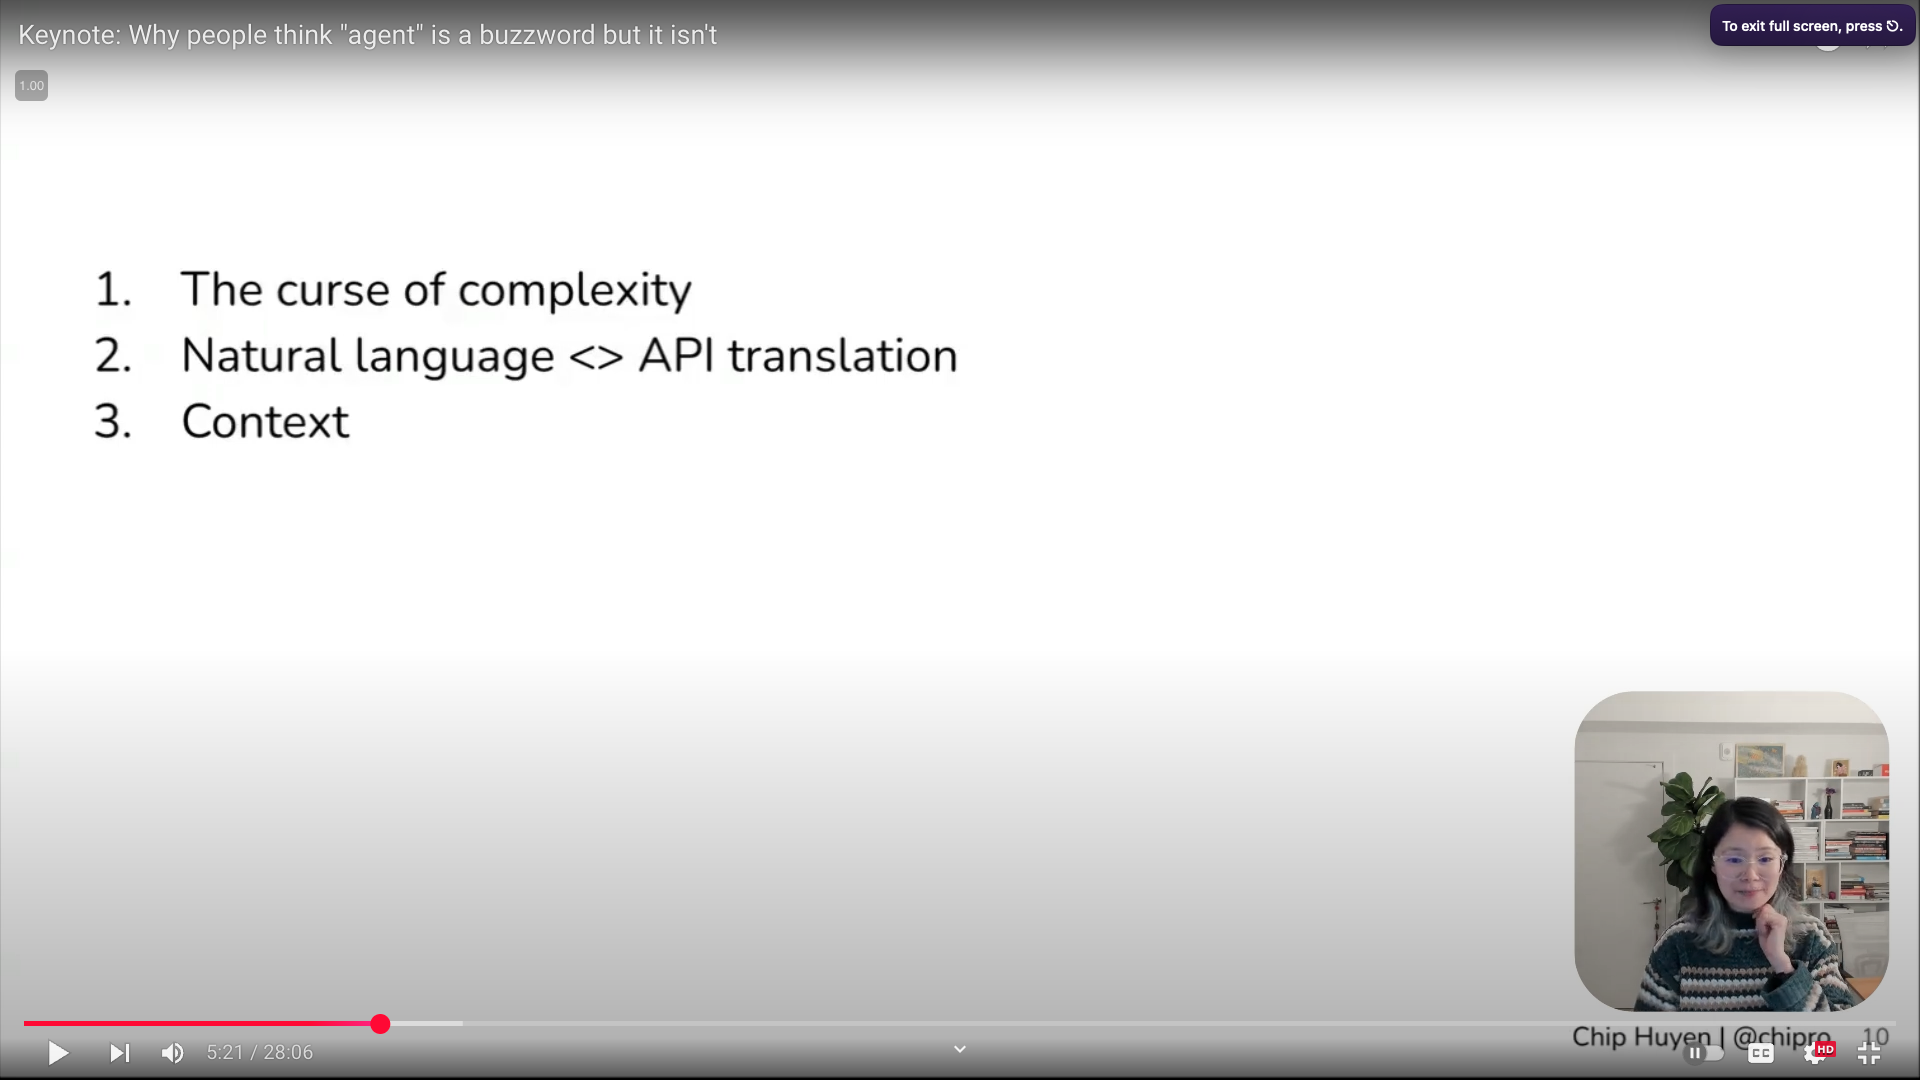 Keynote: Why people think "agent" is a buzzword but it isn't
To exit full screen, press
1.00
1. The curse of complexity
2. Natural language <> API translation
3. Context
Chip Huyen | @chipro 10
5:21 / 28:06
CC
HD